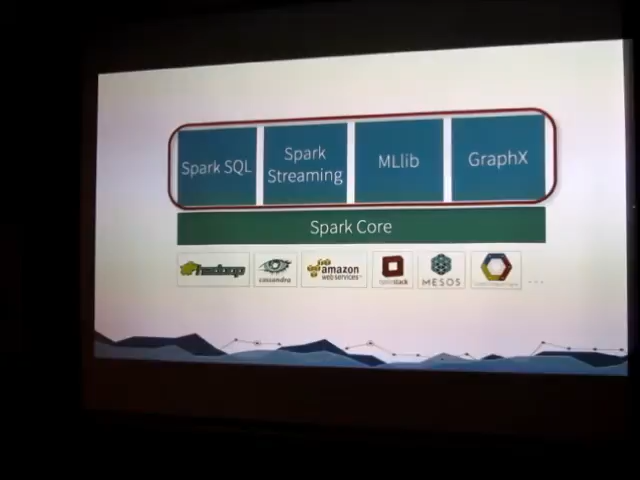 Spark SQL
Spark
Streaming
MLlib
GraphX
Spark Core
hadoop
cassandra
amazon
web services
openstack
MESOS
...